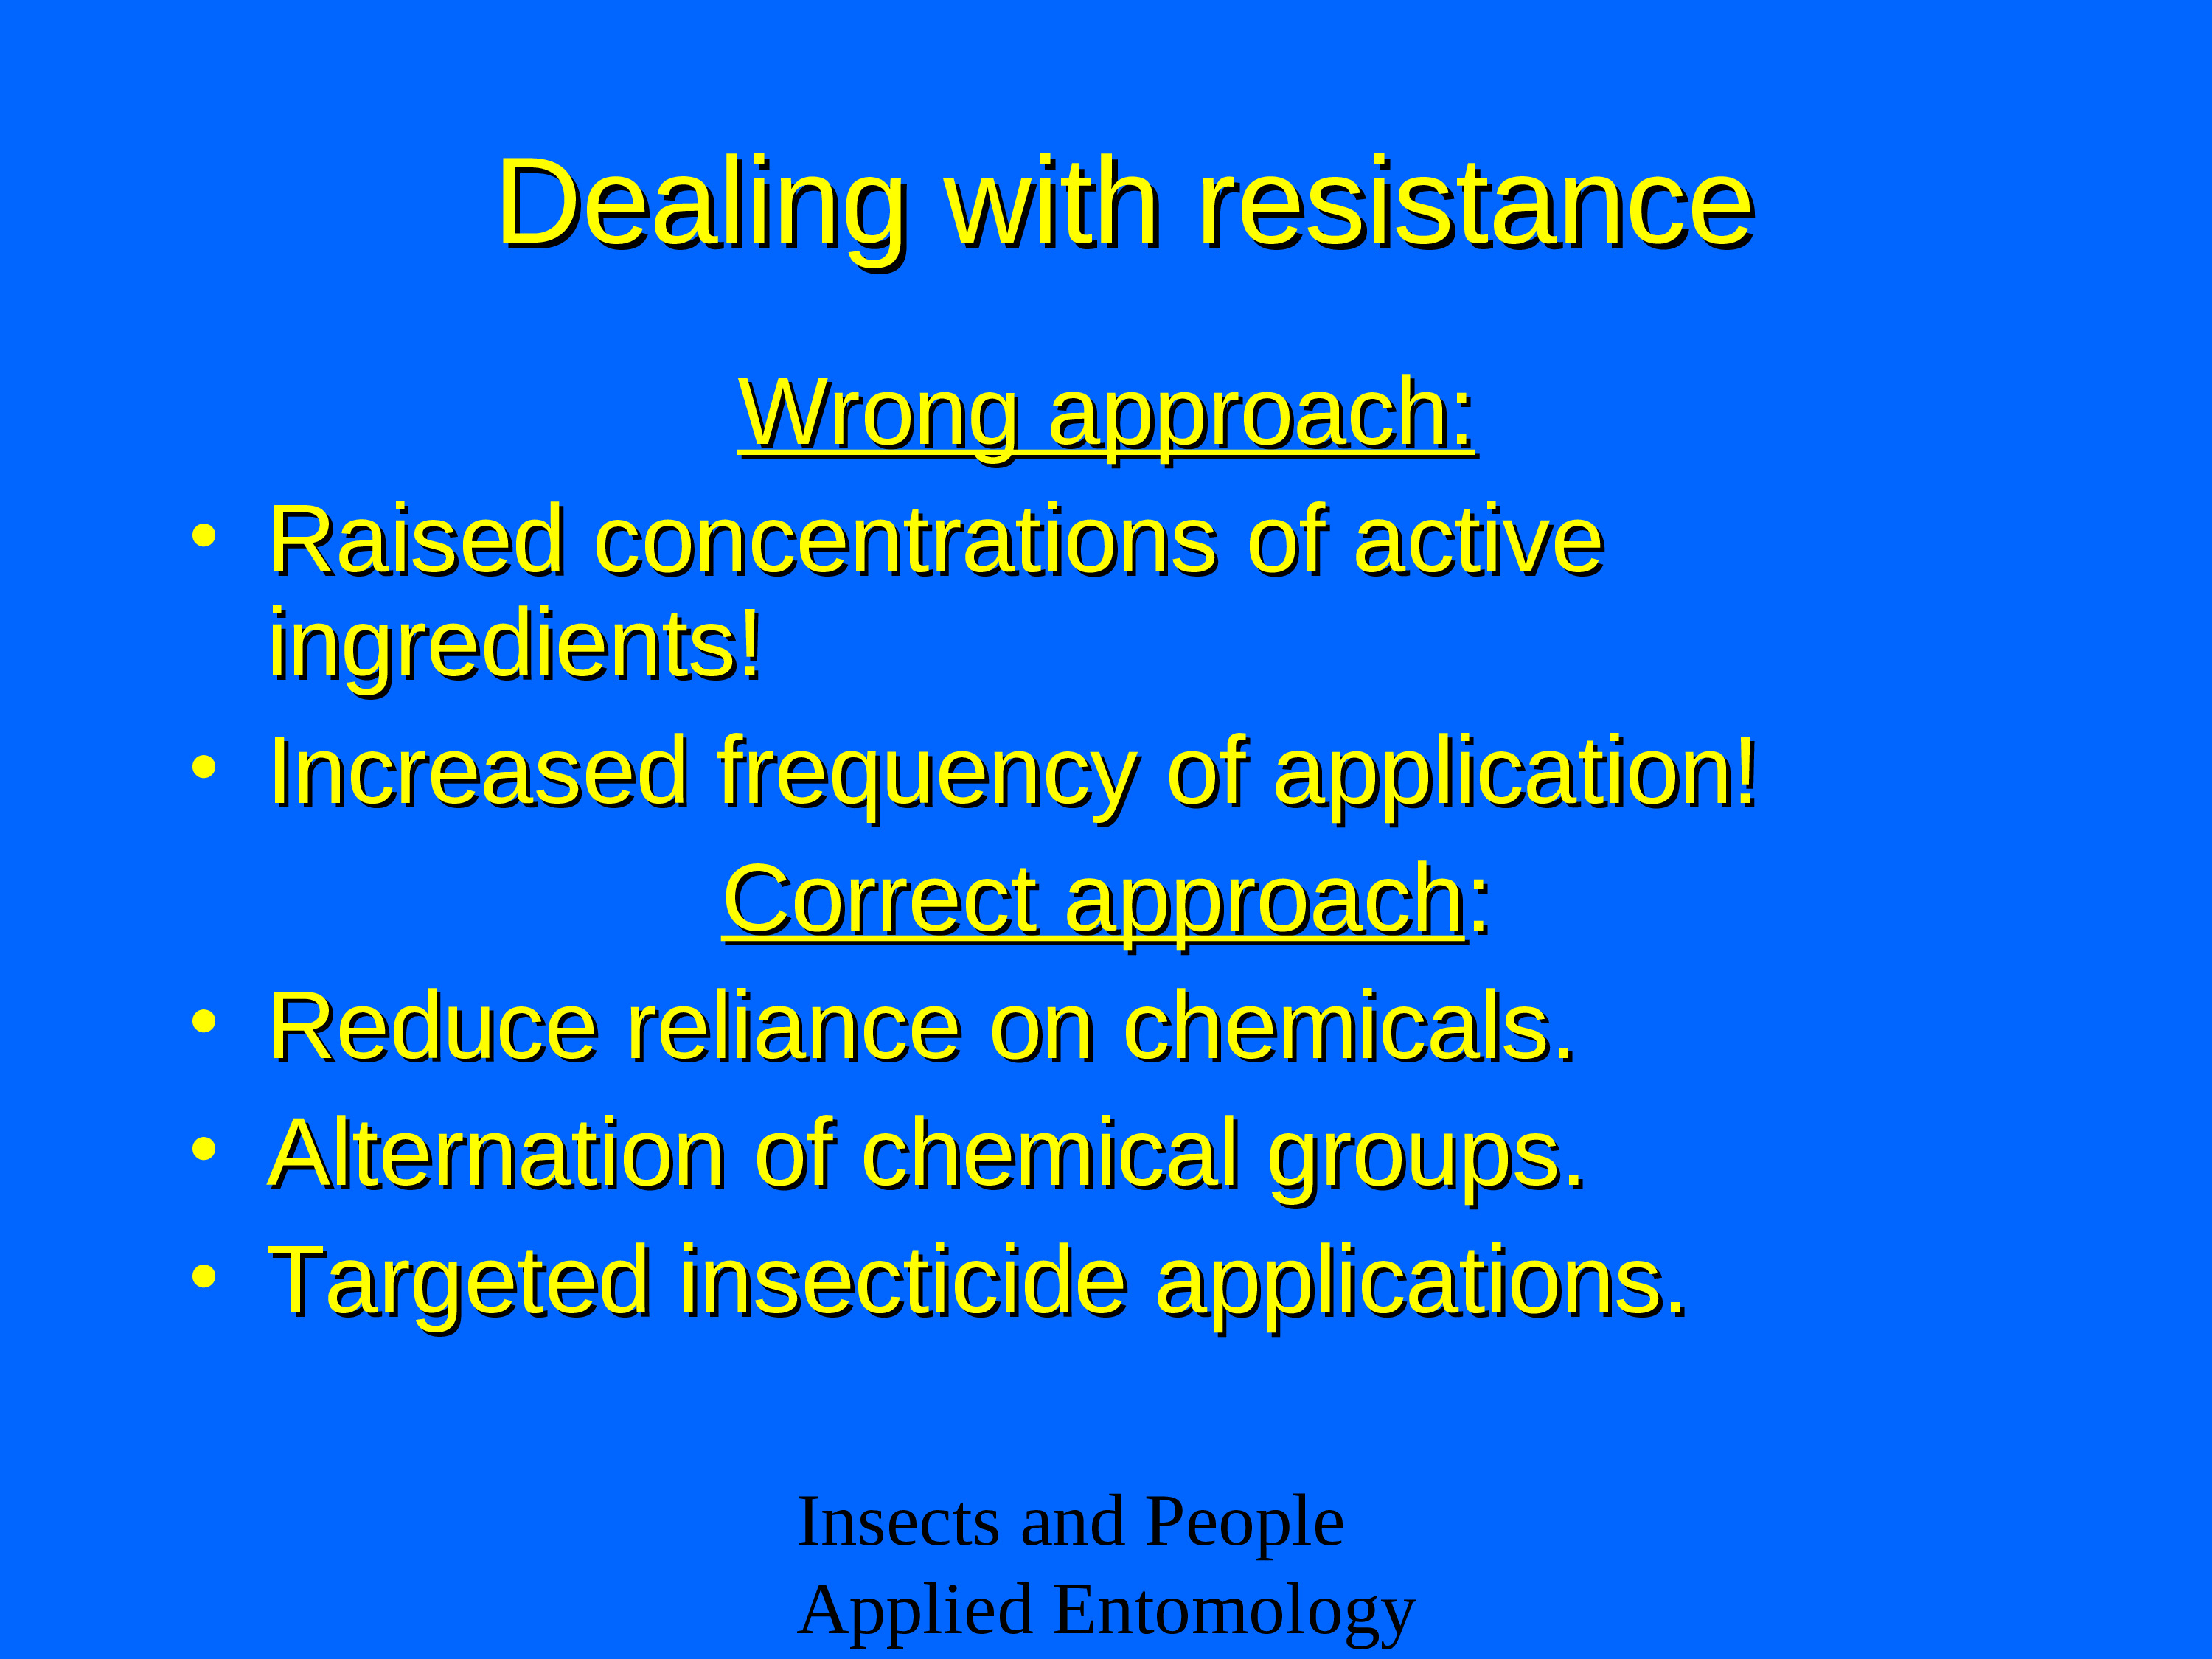 Dealing with resistance
Wrong approach:
• Raised concentrations of active
ingredients!
• Increased frequency of application!
Correct approach:
• Reduce reliance on chemicals.
• Alternation of chemical groups.
• Targeted insecticide applications.
Insects and People
Applied Entomology